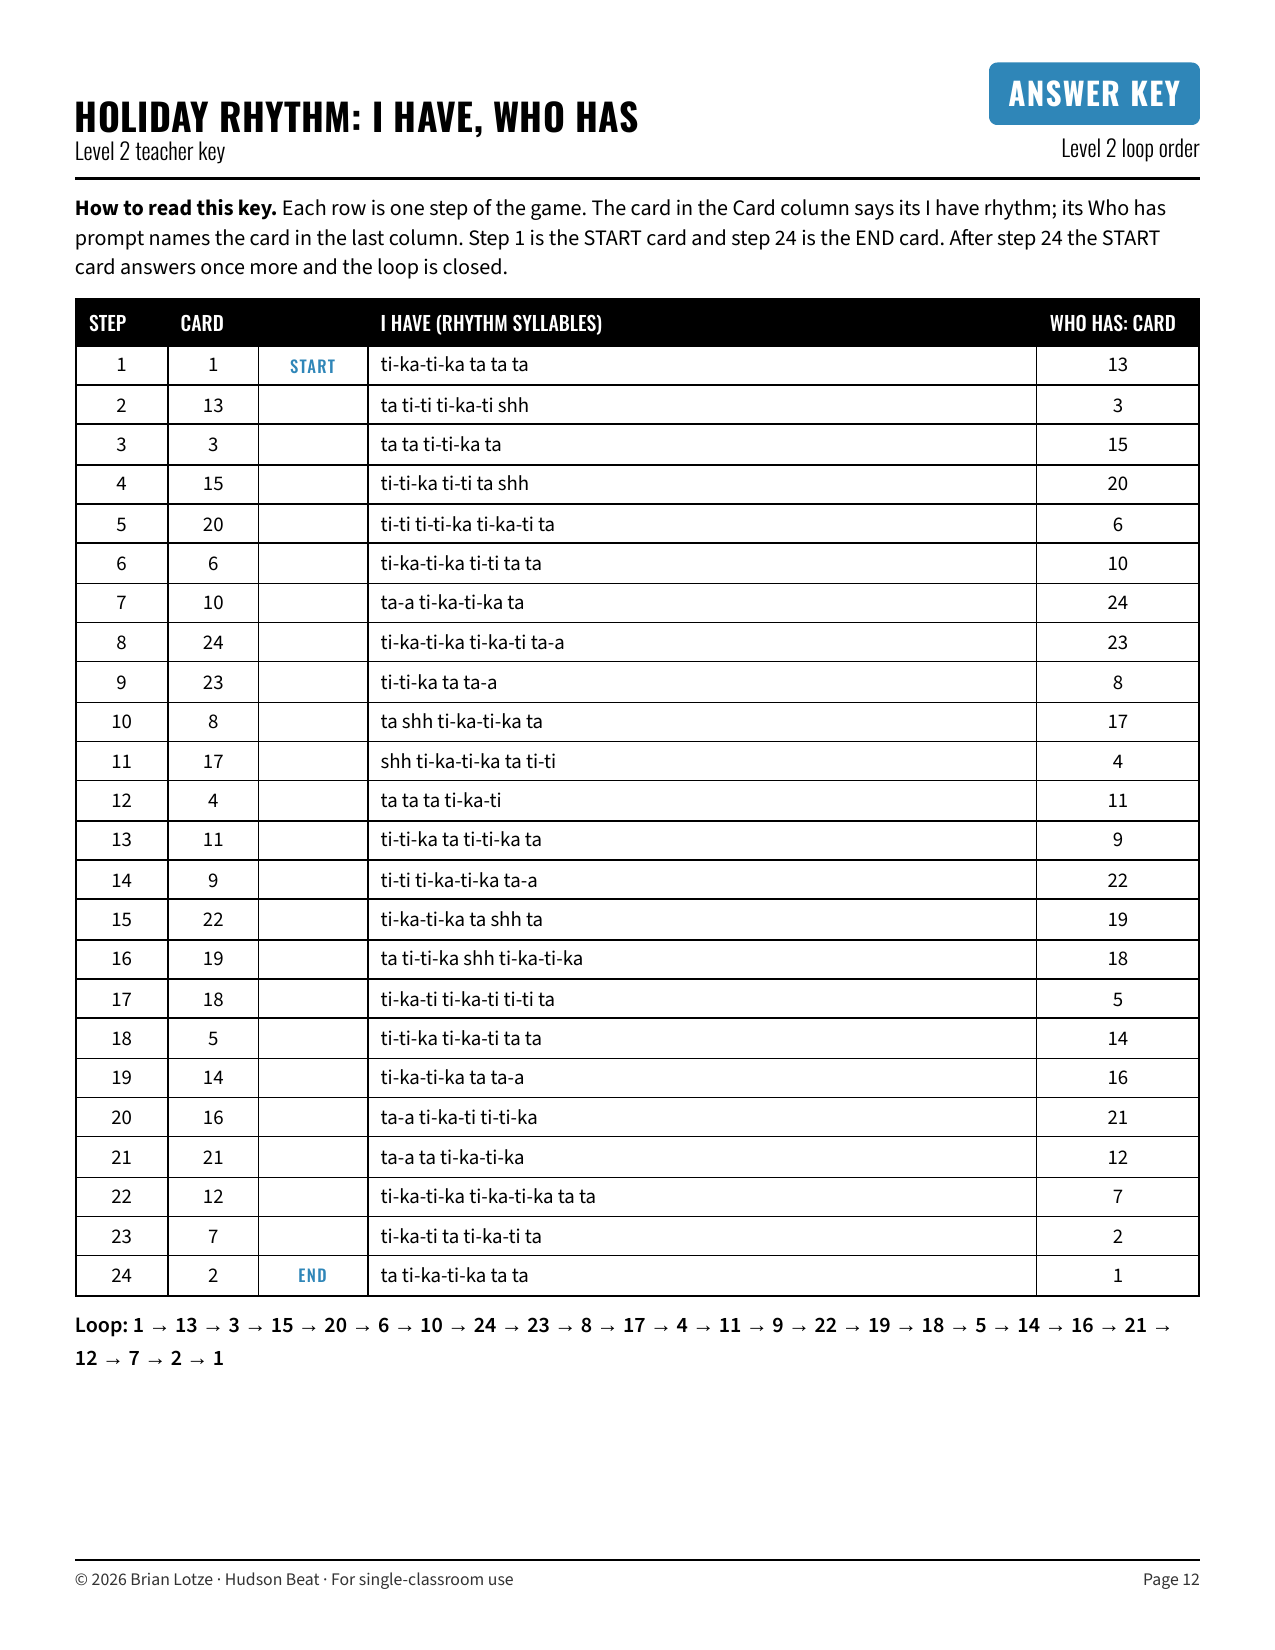 ANSWER KEY
HOLIDAY RHYTHM: I HAVE, WHO HAS
Level 2 teacher key
Level 2 loop order
How to read this key. Each row is one step of the game. The card in the Card column says its I have rhythm; its Who has
prompt names the card in the last column. Step 1 is the START card and step 24 is the END card. After step 24 the START
card answers once more and the loop is closed.
STEP CARD I HAVE (RHYTHM SYLLABLES) WHO HAS: CARD
1 1 START ti-ka-ti-ka ta ta ta 13
2 13 ta ti-ti ti-ka-ti shh 3
3 3 ta ta ti-ti-ka ta 15
4 15 ti-ti-ka ti-ti ta shh 20
5 20 ti-ti ti-ti-ka ti-ka-ti ta 6
6 6 ti-ka-ti-ka ti-ti ta ta 10
7 10 ta-a ti-ka-ti-ka ta 24
8 24 ti-ka-ti-ka ti-ka-ti ta-a 23
9 23 ti-ti-ka ta ta-a 8
10 8 ta shh ti-ka-ti-ka ta 17
11 17 shh ti-ka-ti-ka ta ti-ti 4
12 4 ta ta ta ti-ka-ti 11
13 11 ti-ti-ka ta ti-ti-ka ta 9
14 9 ti-ti ti-ka-ti-ka ta-a 22
15 22 ti-ka-ti-ka ta shh ta 19
16 19 ta ti-ti-ka shh ti-ka-ti-ka 18
17 18 ti-ka-ti ti-ka-ti ti-ti ta 5
18 5 ti-ti-ka ti-ka-ti ta ta 14
19 14 ti-ka-ti-ka ta ta-a 16
20 16 ta-a ti-ka-ti ti-ti-ka 21
21 21 ta-a ta ti-ka-ti-ka 12
22 12 ti-ka-ti-ka ti-ka-ti-ka ta ta 7
23 7 ti-ka-ti ta ti-ka-ti ta 2
24 2 END ta ti-ka-ti-ka ta ta 1
Loop: 1 → 13 → 3 → 15 → 20 → 6 → 10 → 24 → 23 → 8 → 17 → 4 → 11 → 9 → 22 → 19 → 18 → 5 → 14 → 16 → 21 →
12 → 7 → 2 → 1
© 2026 Brian Lotze · Hudson Beat · For single-classroom use
Page 12